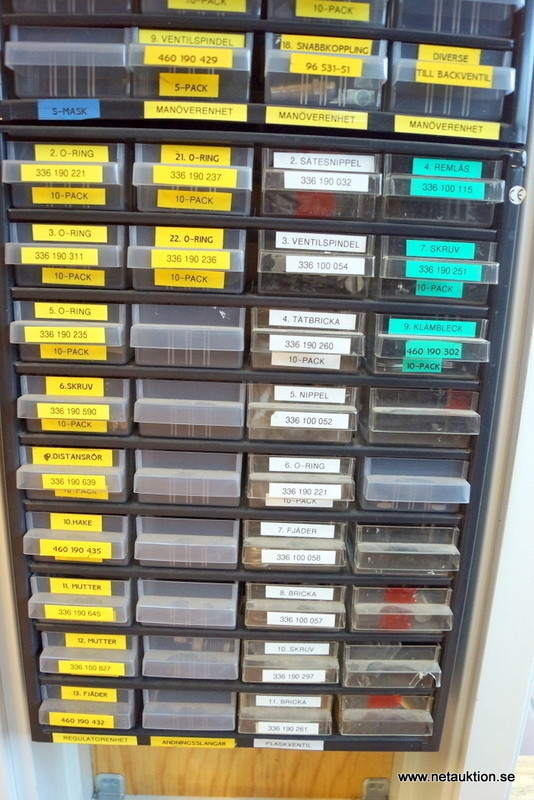 10-PACK
10-PACK
9. VENTILSPINDEL
460 190 429
5-PACK
18. SNABBKOPPLING
96 531-51
DIVERSE
TILL BACKVENTIL
S-MASK
MANÖVERENHET
MANÖVERENHET
MANÖVERENHET
2. O-RING
336 190 221
10-PACK
21. O-RING
336 190 237
10-PACK
2. SÄTESNIPPEL
336 190 032
4. REMLÅS
336 100 115
3. O-RING
336 190 311
10-PACK
22. O-RING
336 190 236
10-PACK
3. VENTILSPINDEL
336 100 054
7. SKRUV
336 190 251
10-PACK
5. O-RING
336 190 235
10-PACK
4. TÄTBRICKA
336 190 260
10-PACK
9. KLÄMBLECK
460 190 302
10-PACK
6.SKRUV
336 190 590
10-PACK
5. NIPPEL
336 100 052
9.DISTANSRÖR
336 190 639
10-PACK
6. O-RING
336 190 221
10-PACK
10.HAKE
460 190 435
7. FJÄDER
336 100 058
11. MUTTER
336 190 645
8. BRICKA
336 100 057
12. MUTTER
336 100 627
10. SKRUV
336 190 297
13. FJÄDER
460 190 432
11. BRICKA
336 190 261
REGULATORENHET
ANDNINGSSLANGAR
FLASKVENTIL
www.netauktion.se